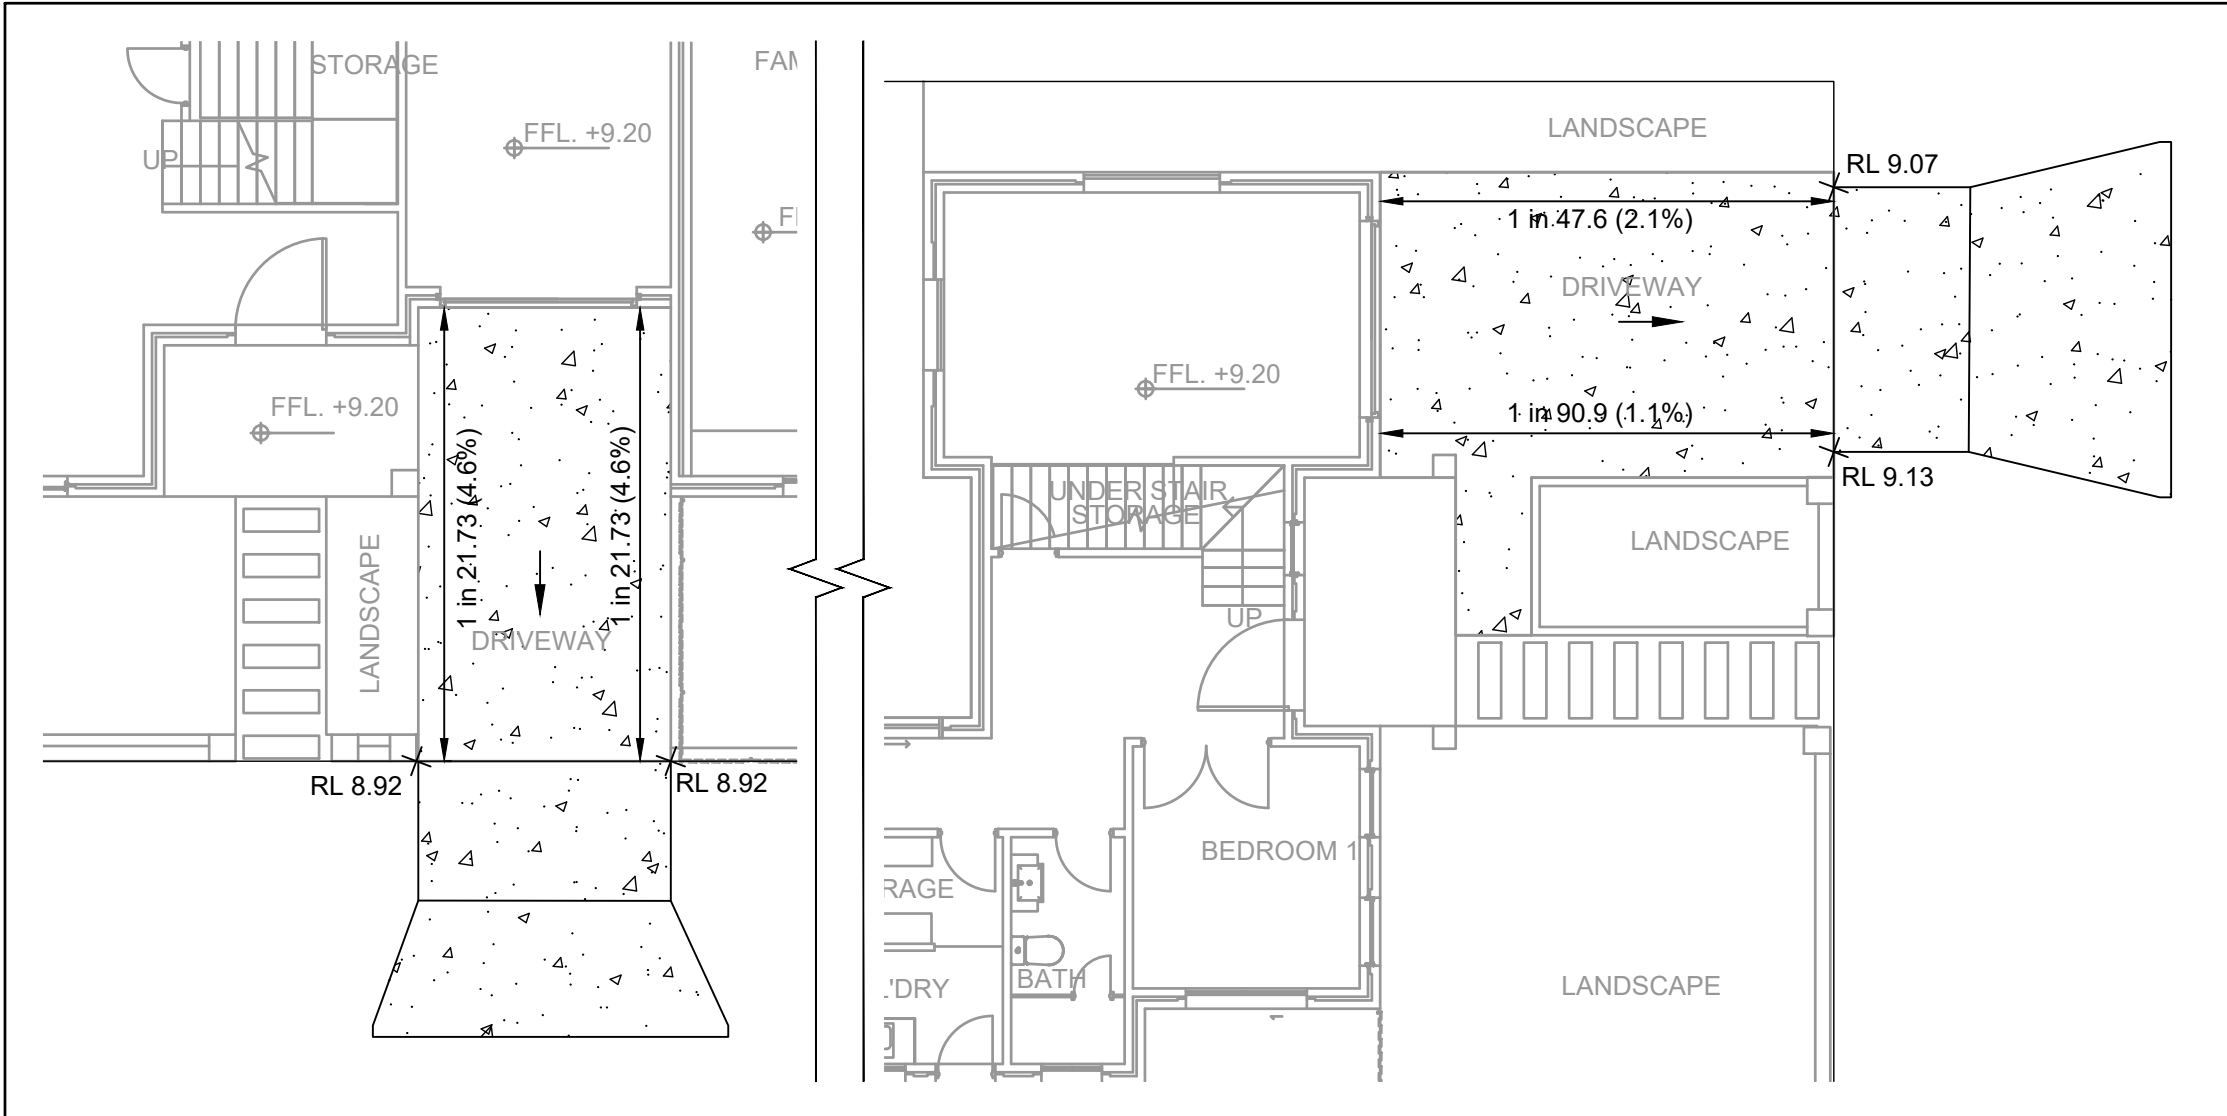 STORAGE
FFL. +9.20
UP
FFL. +9.20
1 in 21.73 (4.6%)
1 in 21.73 (4.6%)
LANDSCAPE
DRIVEWAY
RL 8.92
RL 8.92
LANDSCAPE
RL 9.07
1 in 47.6 (2.1%)
DRIVEWAY
FFL. +9.20
1 in 90.9 (1.1%)
RL 9.13
UNDER STAIR
STORAGE
LANDSCAPE
UP
BEDROOM 1
RAGE
BATH
L'DRY
LANDSCAPE
1